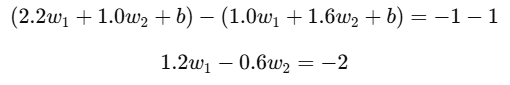 (2.2w₁ + 1.0w₂ + b) − (1.0w₁ + 1.6w₂ + b) = −1 − 1
1.2w₁ − 0.6w₂ = −2